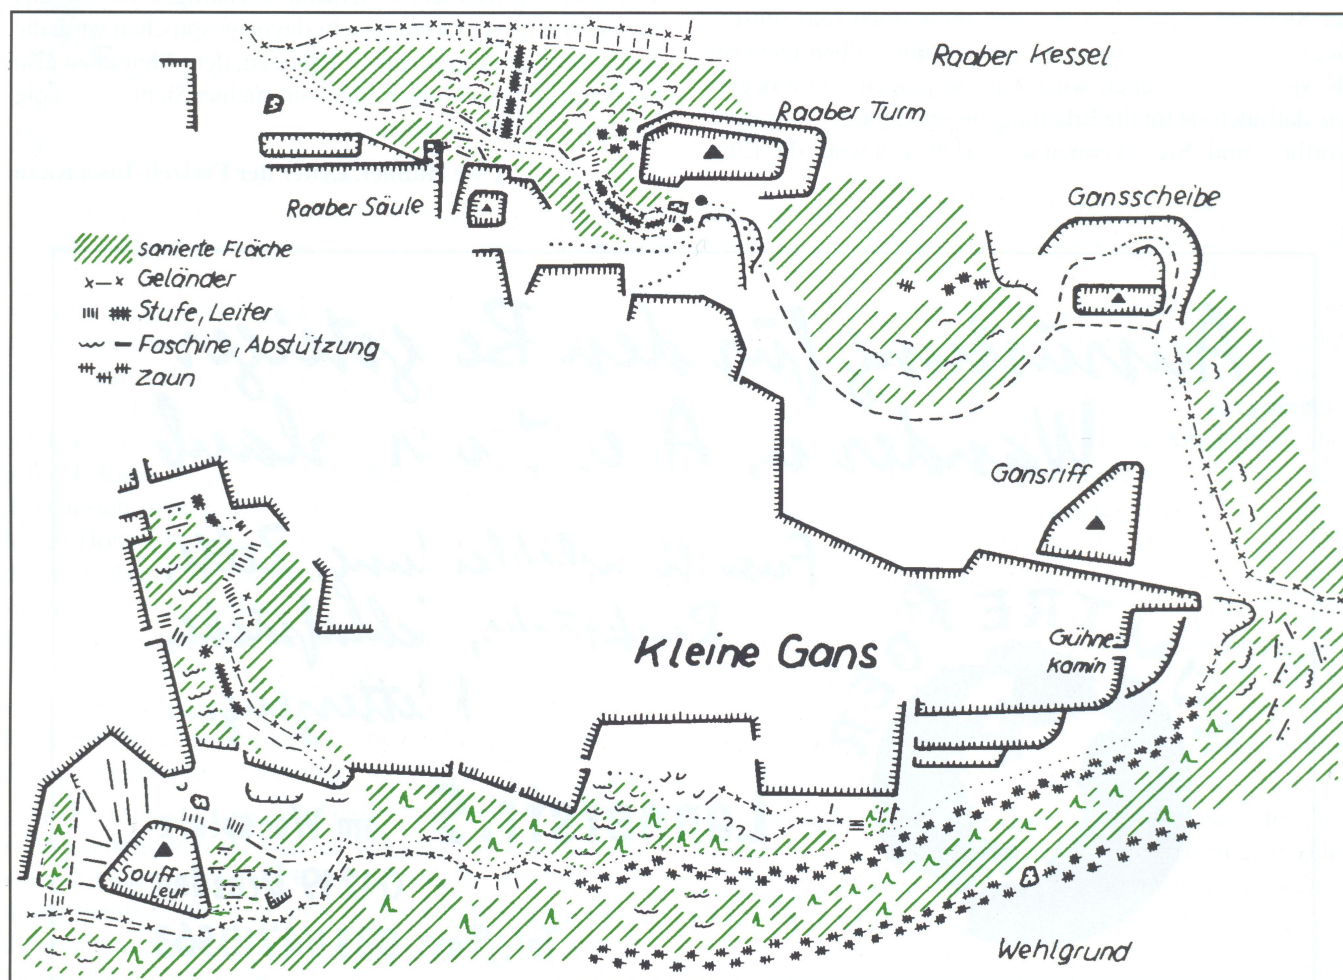 Raaber Kessel
Raaber Turm
Gansscheibe
Raaber Säule
sanierte Fläche
Geländer
Stufe, Leiter
Faschine, Abstützung
Zaun
Gansriff
Kleine Gans
Gühne-
kamin
Souff
leur
Wehlgrund